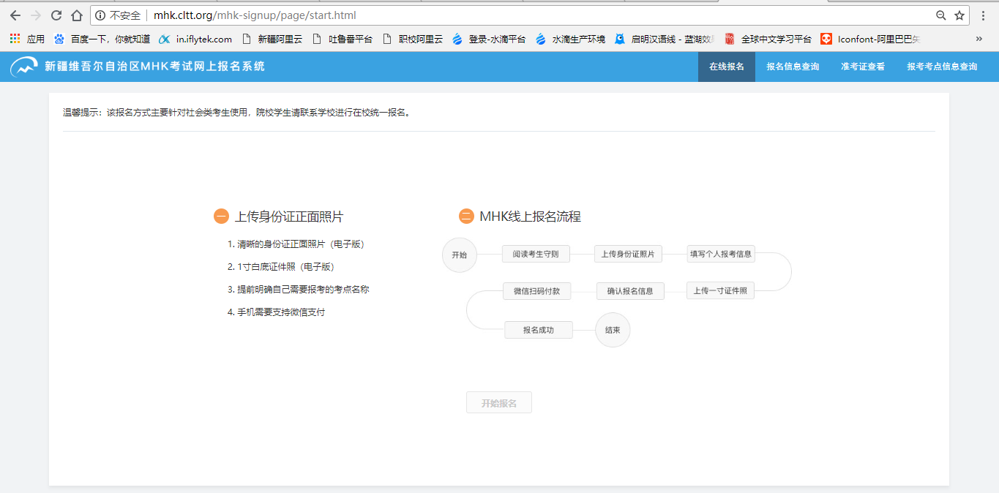 不安全 mhk.cltt.org/mhk-signup/page/start.html
应用 百度一下，你就知道 in.iflytek.com 新疆阿里云 吐鲁番平台 职校阿里云 登录-水滴平台 水滴生产环境 启明汉语线 - 蓝湖效 全球中文学习平台 Iconfont-阿里巴巴矢 »
新疆维吾尔自治区MHK考试网上报名系统 在线报名 报名信息查询 准考证查看 报考考点信息查询
温馨提示：该报名方式主要针对社会类考生使用，院校学生请联系学校进行在校统一报名。
一 上传身份证正面照片
1. 清晰的身份证正面照片（电子版）
2. 1寸白底证件照（电子版）
3. 提前明确自己需要报考的考点名称
4. 手机需要支持微信支付
二 MHK线上报名流程
开始 阅读考生守则 上传身份证照片 填写个人报考信息
微信扫码付款 确认报名信息 上传一寸证件照
报名成功 结束
开始报名